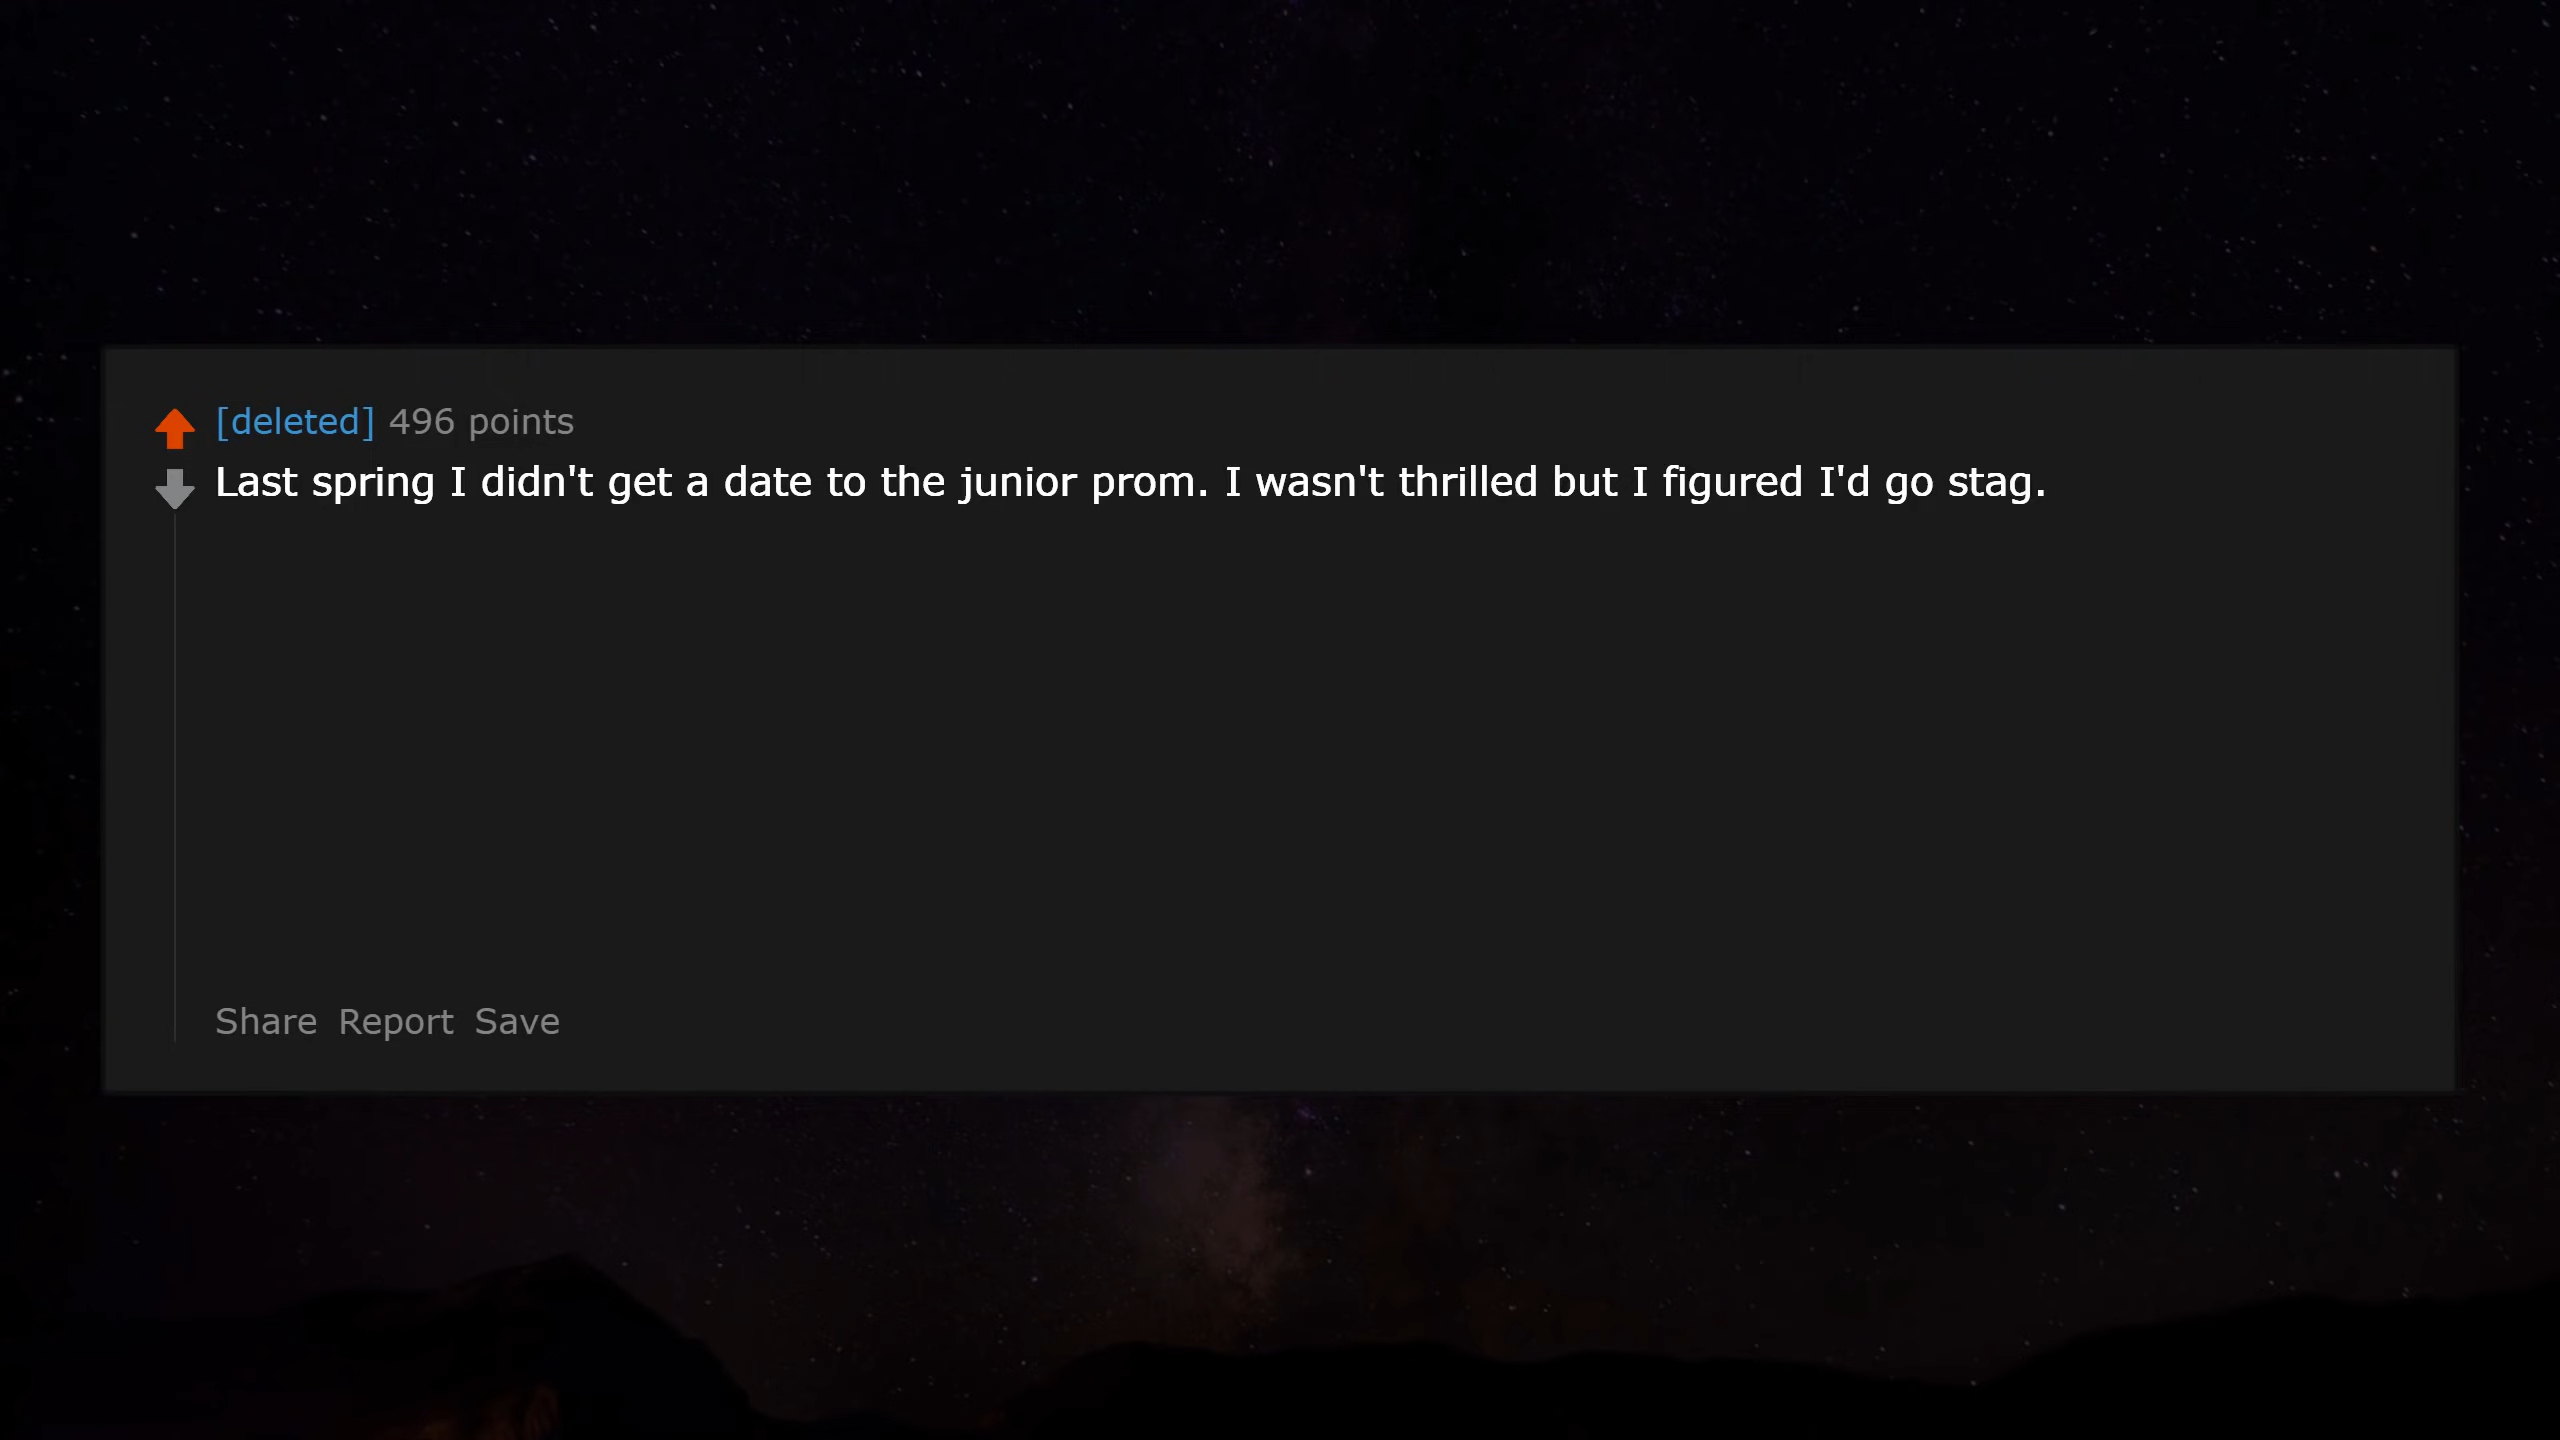 [deleted] 496 points
Last spring I didn't get a date to the junior prom. I wasn't thrilled but I figured I'd go stag.
Share Report Save